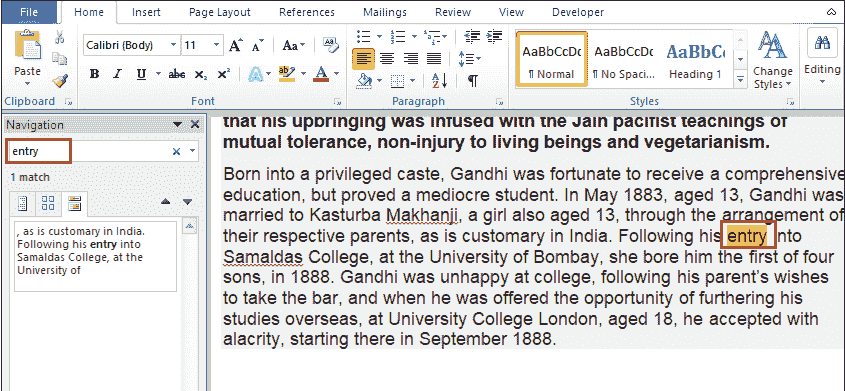 File Home Insert Page Layout References Mailings Review View Developer
Calibri (Body) 11 A A Aa
Paste
B I U abc x₂ x² A ab A
AaBbCcDc AaBbCcDc AaBbCc
¶ Normal ¶ No Spaci... Heading 1
Change Styles
Editing
Clipboard Font Paragraph Styles
Navigation
entry
1 match
, as is customary in India.
Following his entry into
Samaldas College, at the
University of
that his upbringing was infused with the Jain pacifist teachings of
mutual tolerance, non-injury to living beings and vegetarianism.
Born into a privileged caste, Gandhi was fortunate to receive a comprehensive
education, but proved a mediocre student. In May 1883, aged 13, Gandhi was
married to Kasturba Makhanji, a girl also aged 13, through the arrangement of
their respective parents, as is customary in India. Following his entry into
Samaldas College, at the University of Bombay, she bore him the first of four
sons, in 1888. Gandhi was unhappy at college, following his parent's wishes
to take the bar, and when he was offered the opportunity of furthering his
studies overseas, at University College London, aged 18, he accepted with
alacrity, starting there in September 1888.